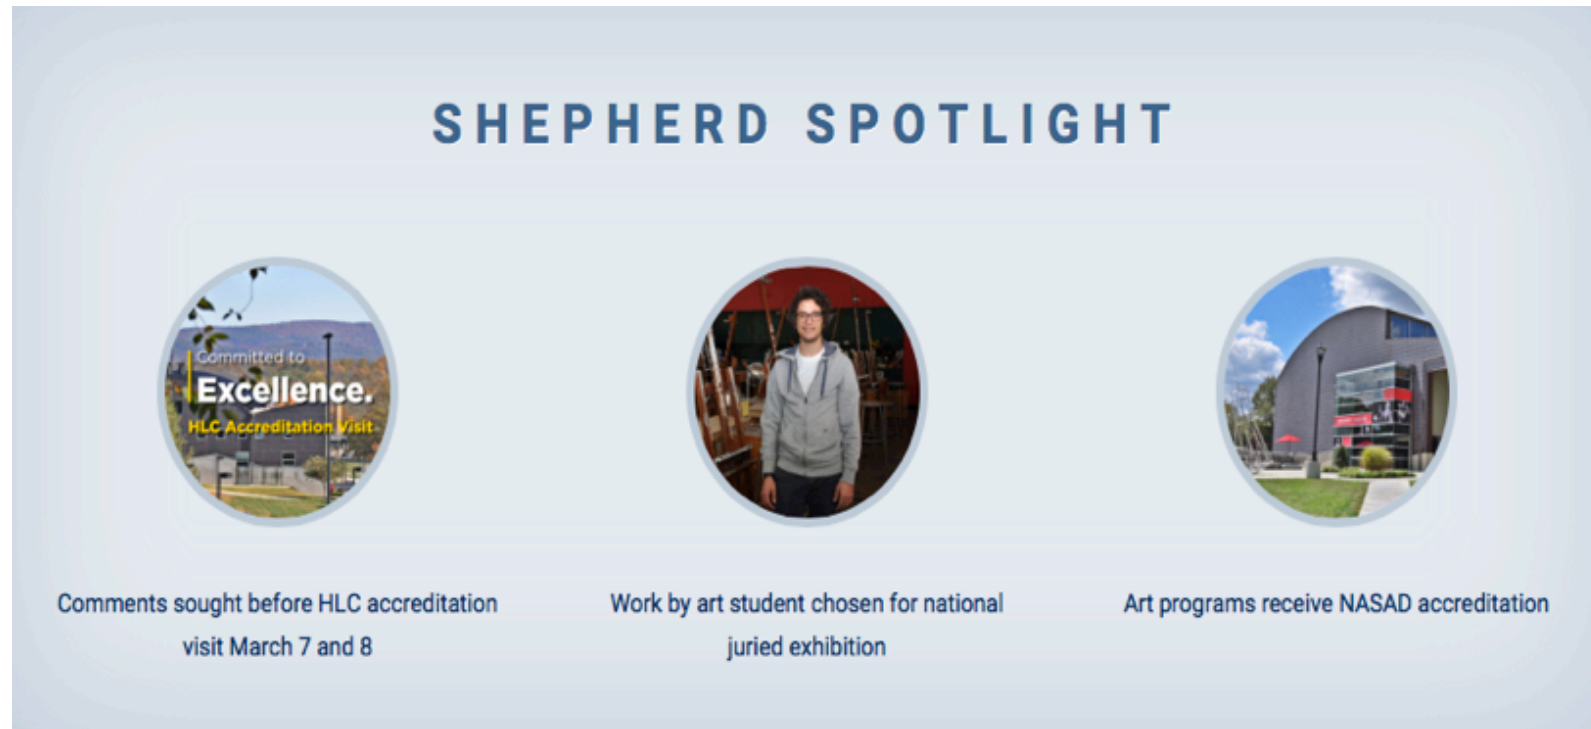 SHEPHERD SPOTLIGHT
Committed to
Excellence.
HLC Accreditation Visit
Comments sought before HLC accreditation
visit March 7 and 8
Work by art student chosen for national
juried exhibition
Art programs receive NASAD accreditation